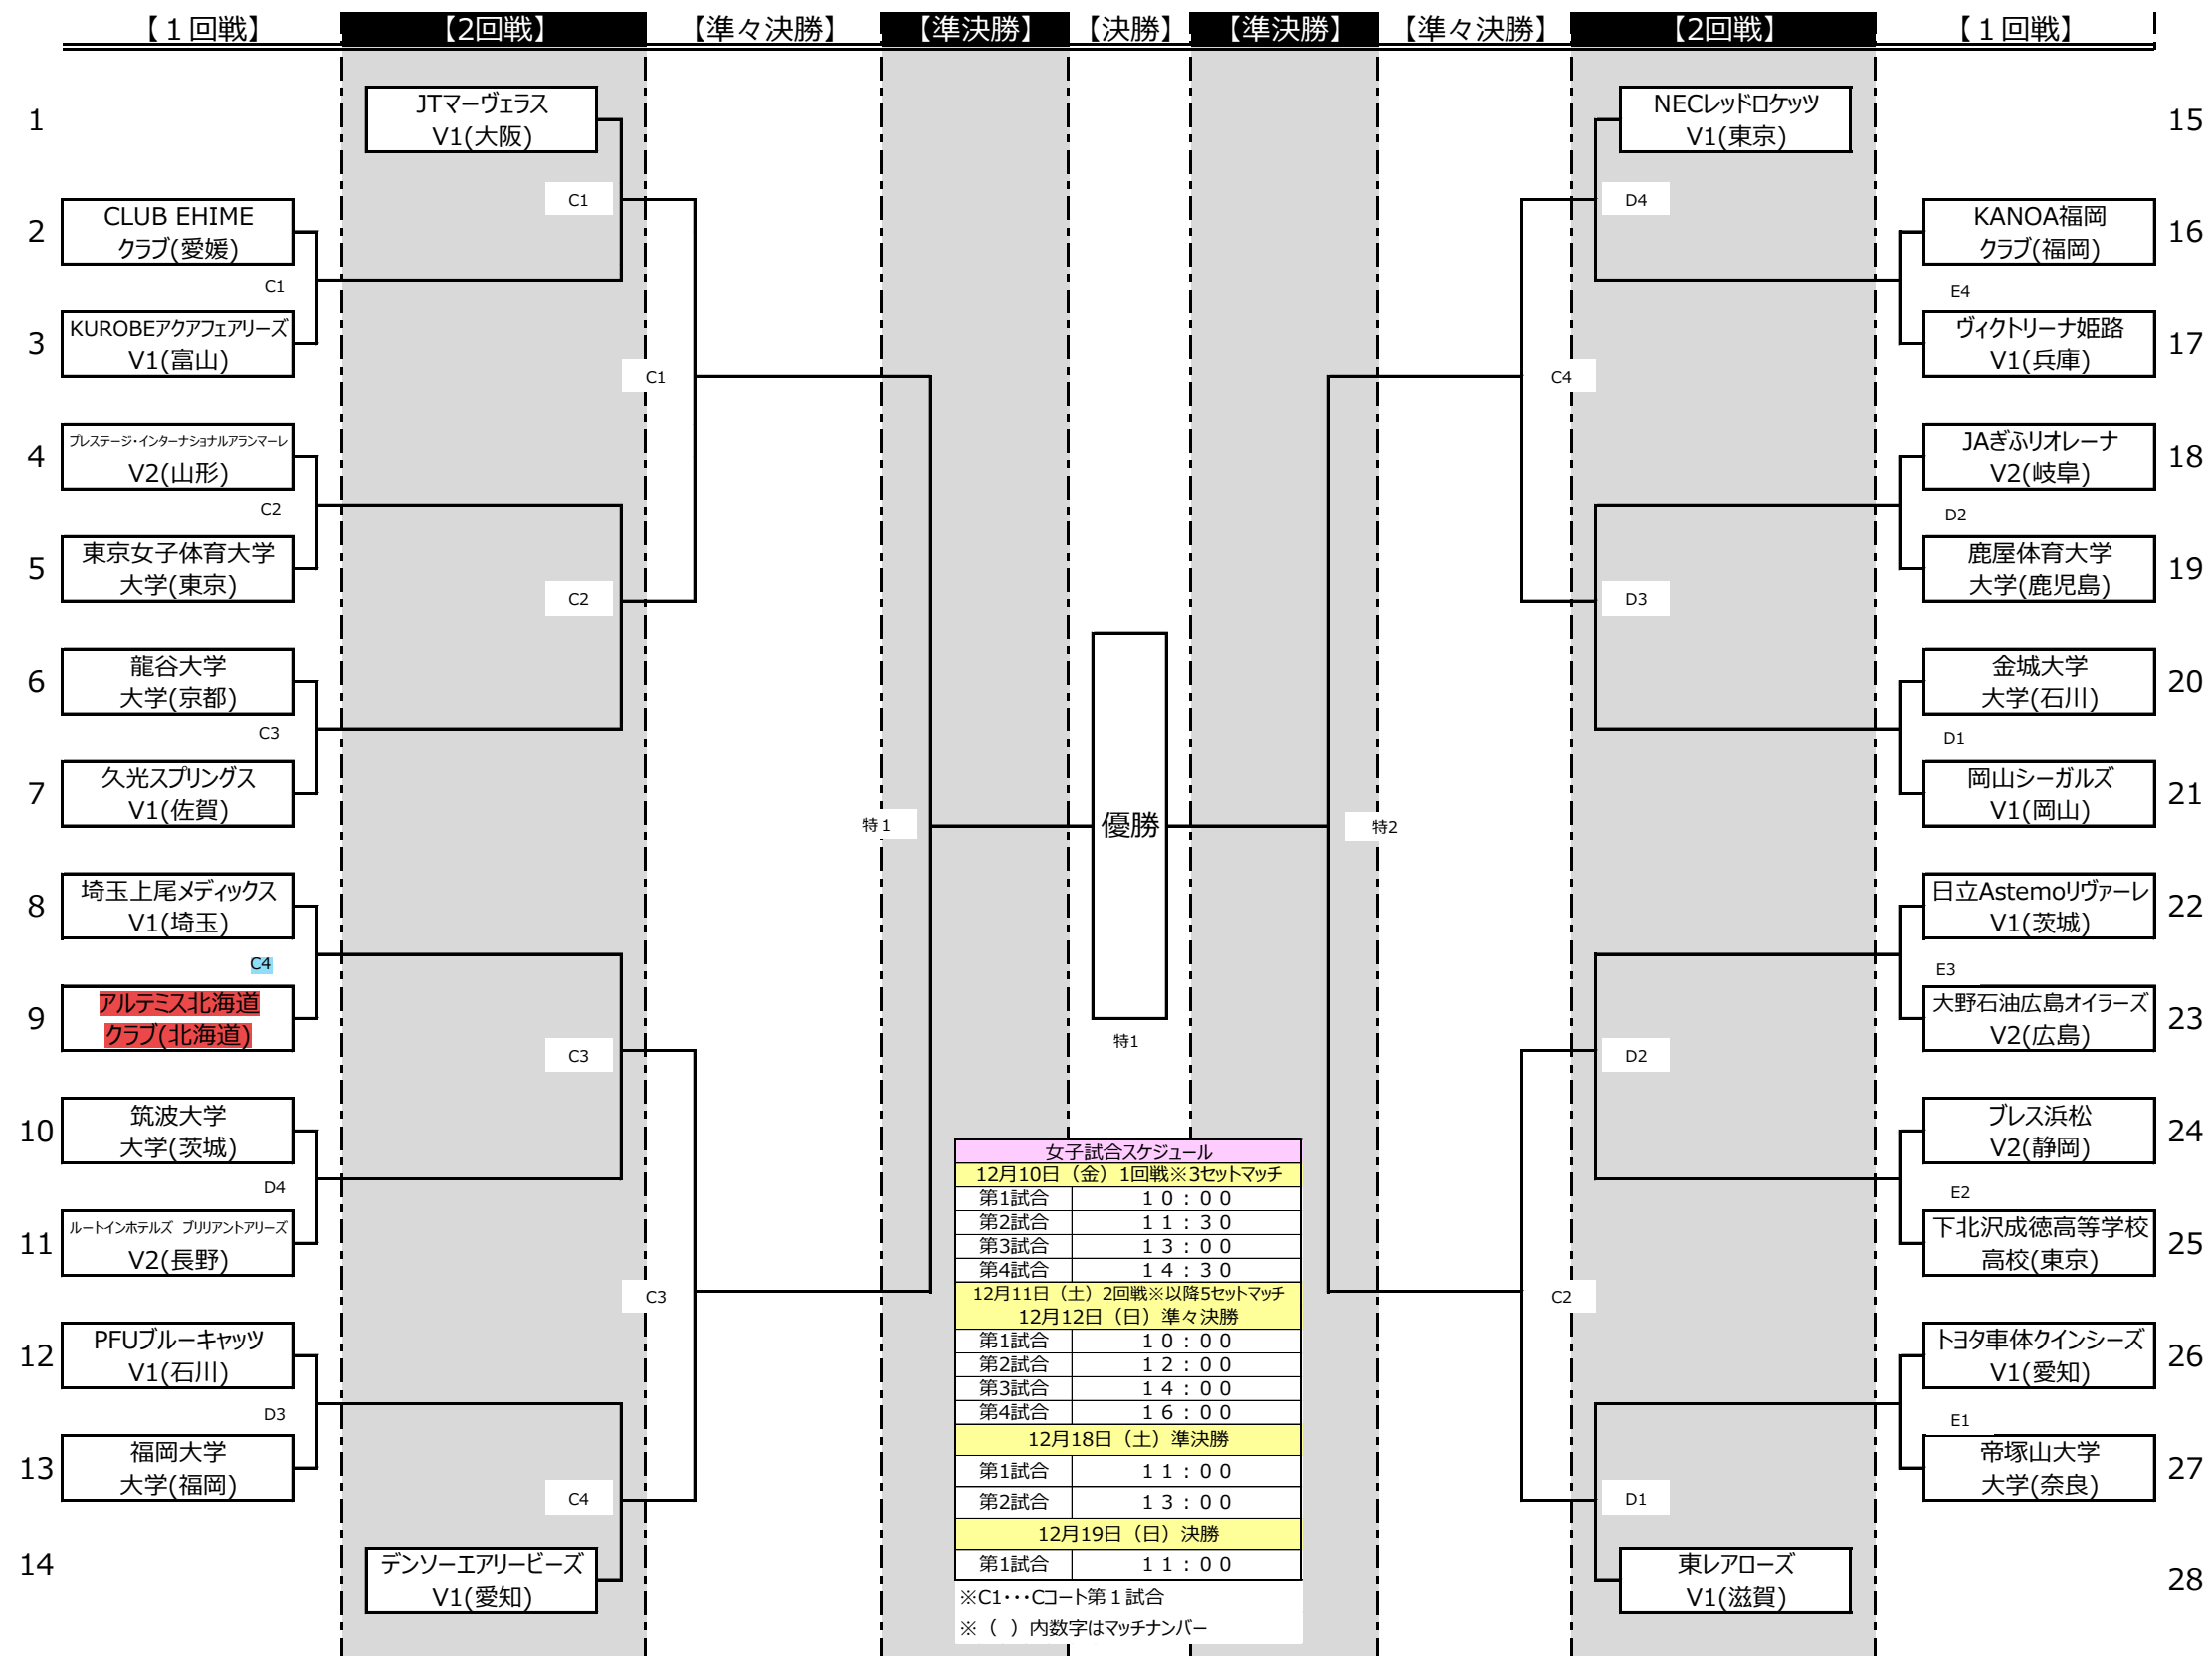 【１回戦】 【2回戦】 【準々決勝】 【準決勝】 【決勝】 【準決勝】 【準々決勝】 【2回戦】 【１回戦】
1
JTマーヴェラス
V1(大阪)
C1
2
CLUB EHIME
クラブ(愛媛)
C1
3
KUROBEアクアフェアリーズ
V1(富山)
C1
4
プレステージ・インターナショナルアランマーレ
V2(山形)
C2
5
東京女子体育大学
大学(東京)
C2
6
龍谷大学
大学(京都)
C3
7
久光スプリングス
V1(佐賀)
特１
8
埼玉上尾メディックス
V1(埼玉)
C4
9
アルテミス北海道
クラブ(北海道)
C3
10
筑波大学
大学(茨城)
D4
11
ルートインホテルズ　ブリリアントアリーズ
V2(長野)
C3
12
PFUブルーキャッツ
V1(石川)
D3
13
福岡大学
大学(福岡)
C4
14
デンソーエアリービーズ
V1(愛知)
優勝
特1
女子試合スケジュール
12月10日（金）1回戦※3セットマッチ
第1試合 １０：００
第2試合 １１：３０
第3試合 １３：００
第4試合 １４：３０
12月11日（土）2回戦※以降5セットマッチ
12月12日（日）準々決勝
第1試合 １０：００
第2試合 １２：００
第3試合 １４：００
第4試合 １６：００
12月18日（土）準決勝
第1試合 １１：００
第2試合 １３：００
12月19日（日）決勝
第1試合 １１：００
※C1･･･Cコート第１試合
※（　）内数字はマッチナンバー
NECレッドロケッツ
V1(東京)
15
D4
KANOA福岡
クラブ(福岡)
16
E4
ヴィクトリーナ姫路
V1(兵庫)
17
C4
JAぎふリオレーナ
V2(岐阜)
18
D2
鹿屋体育大学
大学(鹿児島)
19
D3
金城大学
大学(石川)
20
D1
岡山シーガルズ
V1(岡山)
21
特2
日立Astemoリヴァーレ
V1(茨城)
22
E3
大野石油広島オイラーズ
V2(広島)
23
D2
ブレス浜松
V2(静岡)
24
E2
下北沢成徳高等学校
高校(東京)
25
C2
トヨタ車体クインシーズ
V1(愛知)
26
E1
帝塚山大学
大学(奈良)
27
D1
東レアローズ
V1(滋賀)
28